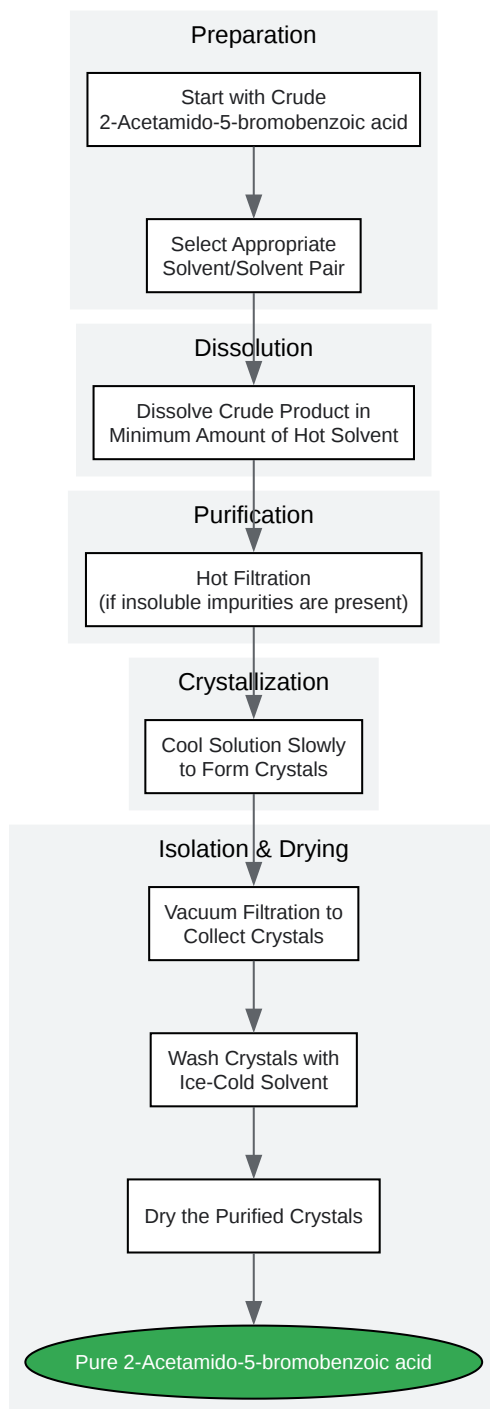 Preparation
Start with Crude
2-Acetamido-5-bromobenzoic acid
Select Appropriate
Solvent/Solvent Pair
Dissolution
Dissolve Crude Product in
Minimum Amount of Hot Solvent
Purification
Hot Filtration
(if insoluble impurities are present)
Crystallization
Cool Solution Slowly
to Form Crystals
Isolation & Drying
Vacuum Filtration to
Collect Crystals
Wash Crystals with
Ice-Cold Solvent
Dry the Purified Crystals
Pure 2-Acetamido-5-bromobenzoic acid